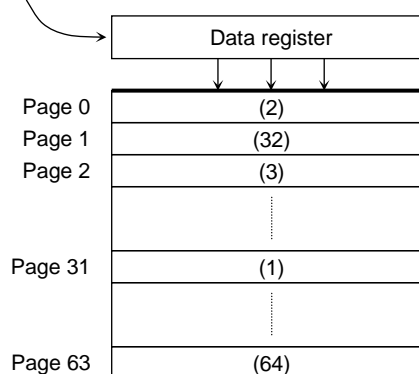 Data register
Page 0 (2)
Page 1 (32)
Page 2 (3)
Page 31 (1)
Page 63 (64)